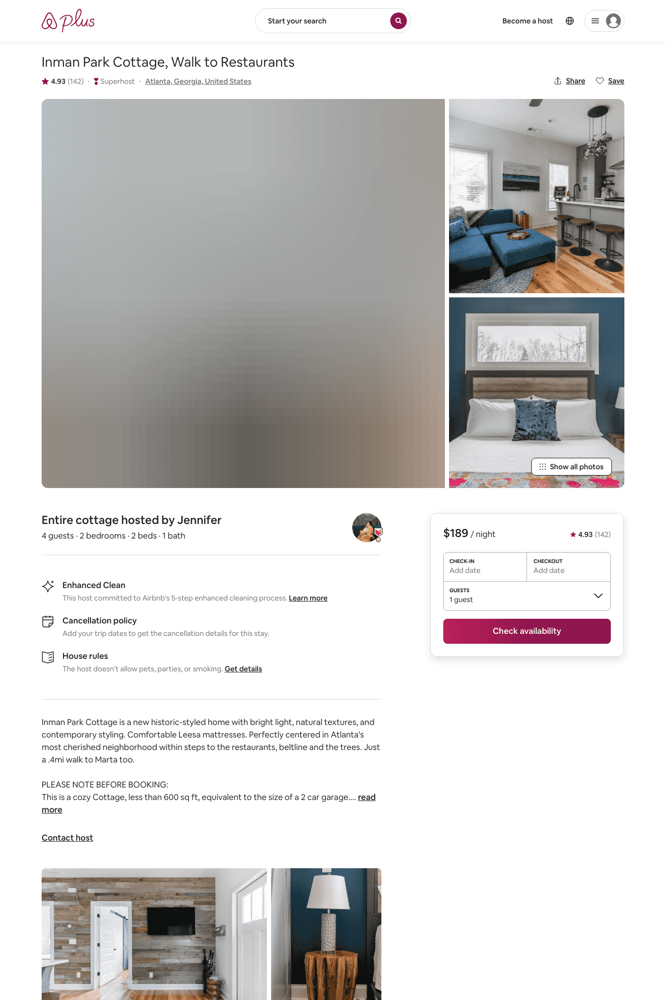 plus
Start your search
Become a host
Inman Park Cottage, Walk to Restaurants
4.93 (142) · Superhost · Atlanta, Georgia, United States
Share
Save
Show all photos
Entire cottage hosted by Jennifer
4 guests · 2 bedrooms · 2 beds · 1 bath
$189 / night
4.93 (142)
CHECK-IN
Add date
CHECKOUT
Add date
GUESTS
1 guest
Check availability
Enhanced Clean
This host committed to Airbnb's 5-step enhanced cleaning process. Learn more
Cancellation policy
Add your trip dates to get the cancellation details for this stay.
House rules
The host doesn't allow pets, parties, or smoking. Get details
Inman Park Cottage is a new historic-styled home with bright light, natural textures, and
contemporary styling. Comfortable Leesa mattresses. Perfectly centered in Atlanta's
most cherished neighborhood within steps to the restaurants, beltline and the trees. Just
a .4mi walk to Marta too.
PLEASE NOTE BEFORE BOOKING:
This is a cozy Cottage, less than 600 sq ft, equivalent to the size of a 2 car garage.... read
more
Contact host